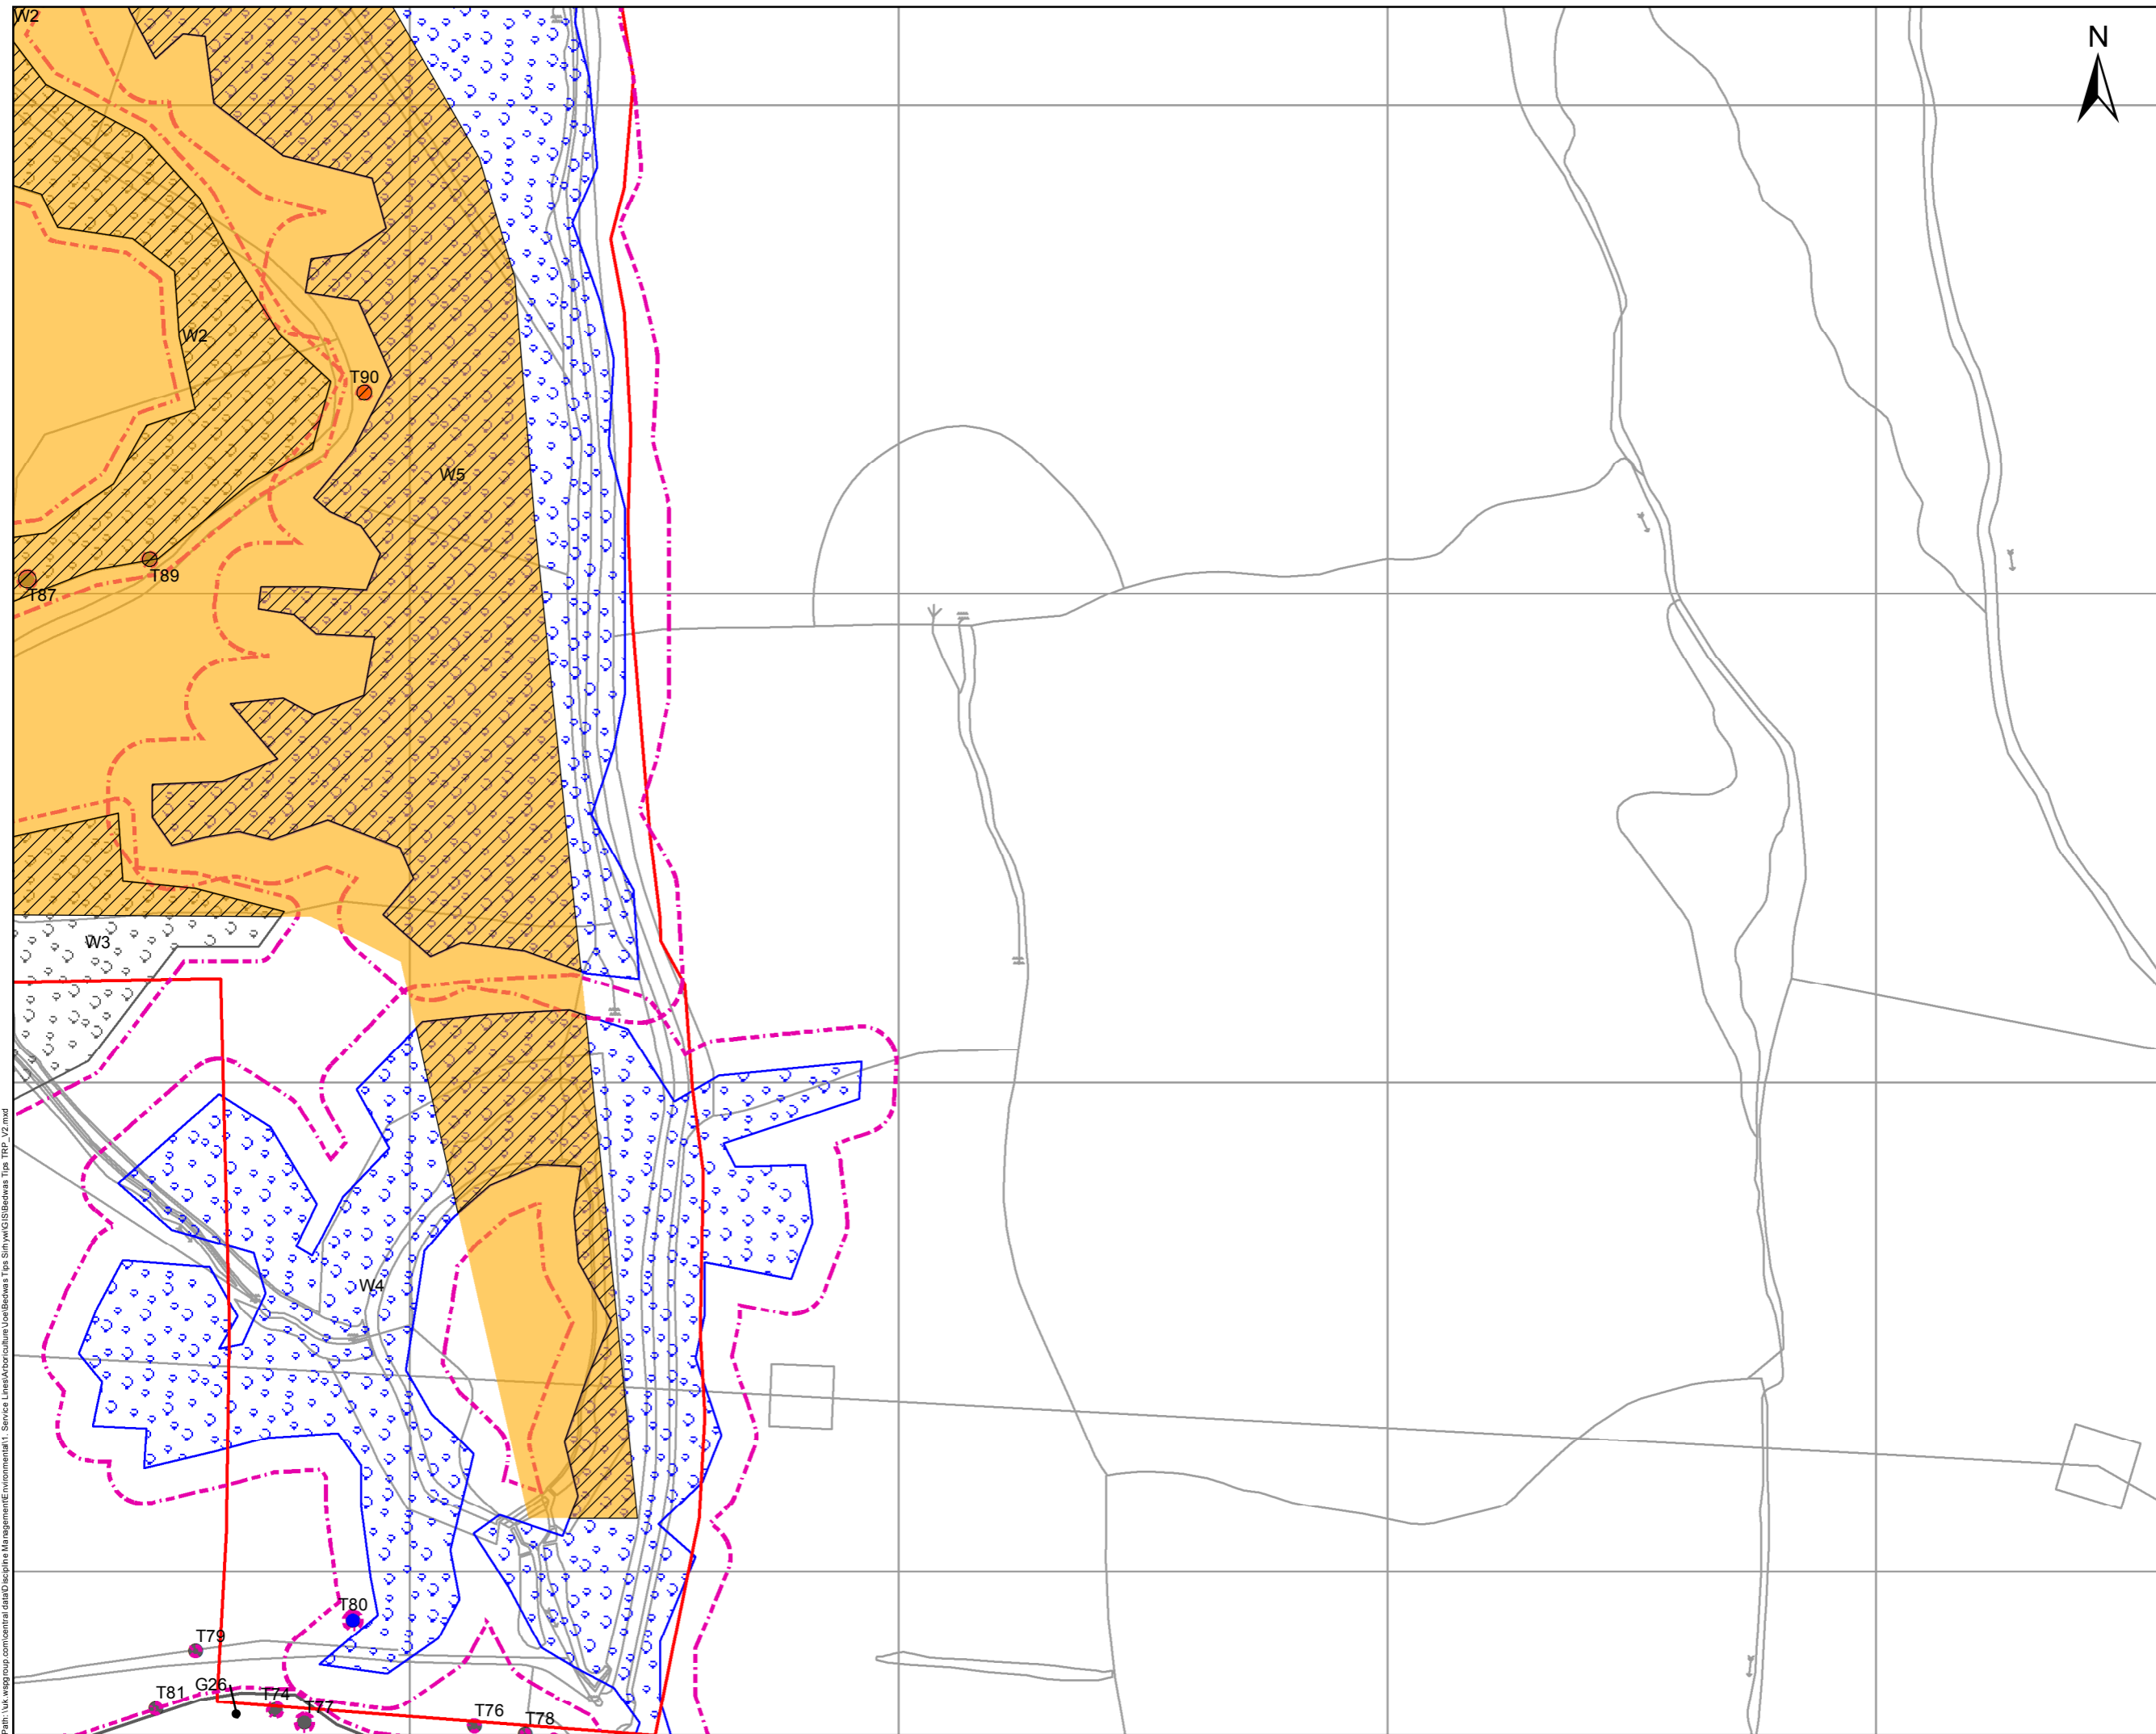 W2
N
W2
T90
W5
T89
T87
W3
W4
T80
T79
G26
T81
T74
T77
T76
T78
Path: \\uk.wspgroup.com\central data\Discipline Management\Environmental\1. Service Lines\Arboriculture\Joe\Bedwas Tips Sirhywi\GIS\Bedwas Tips TRP_V2.mxd